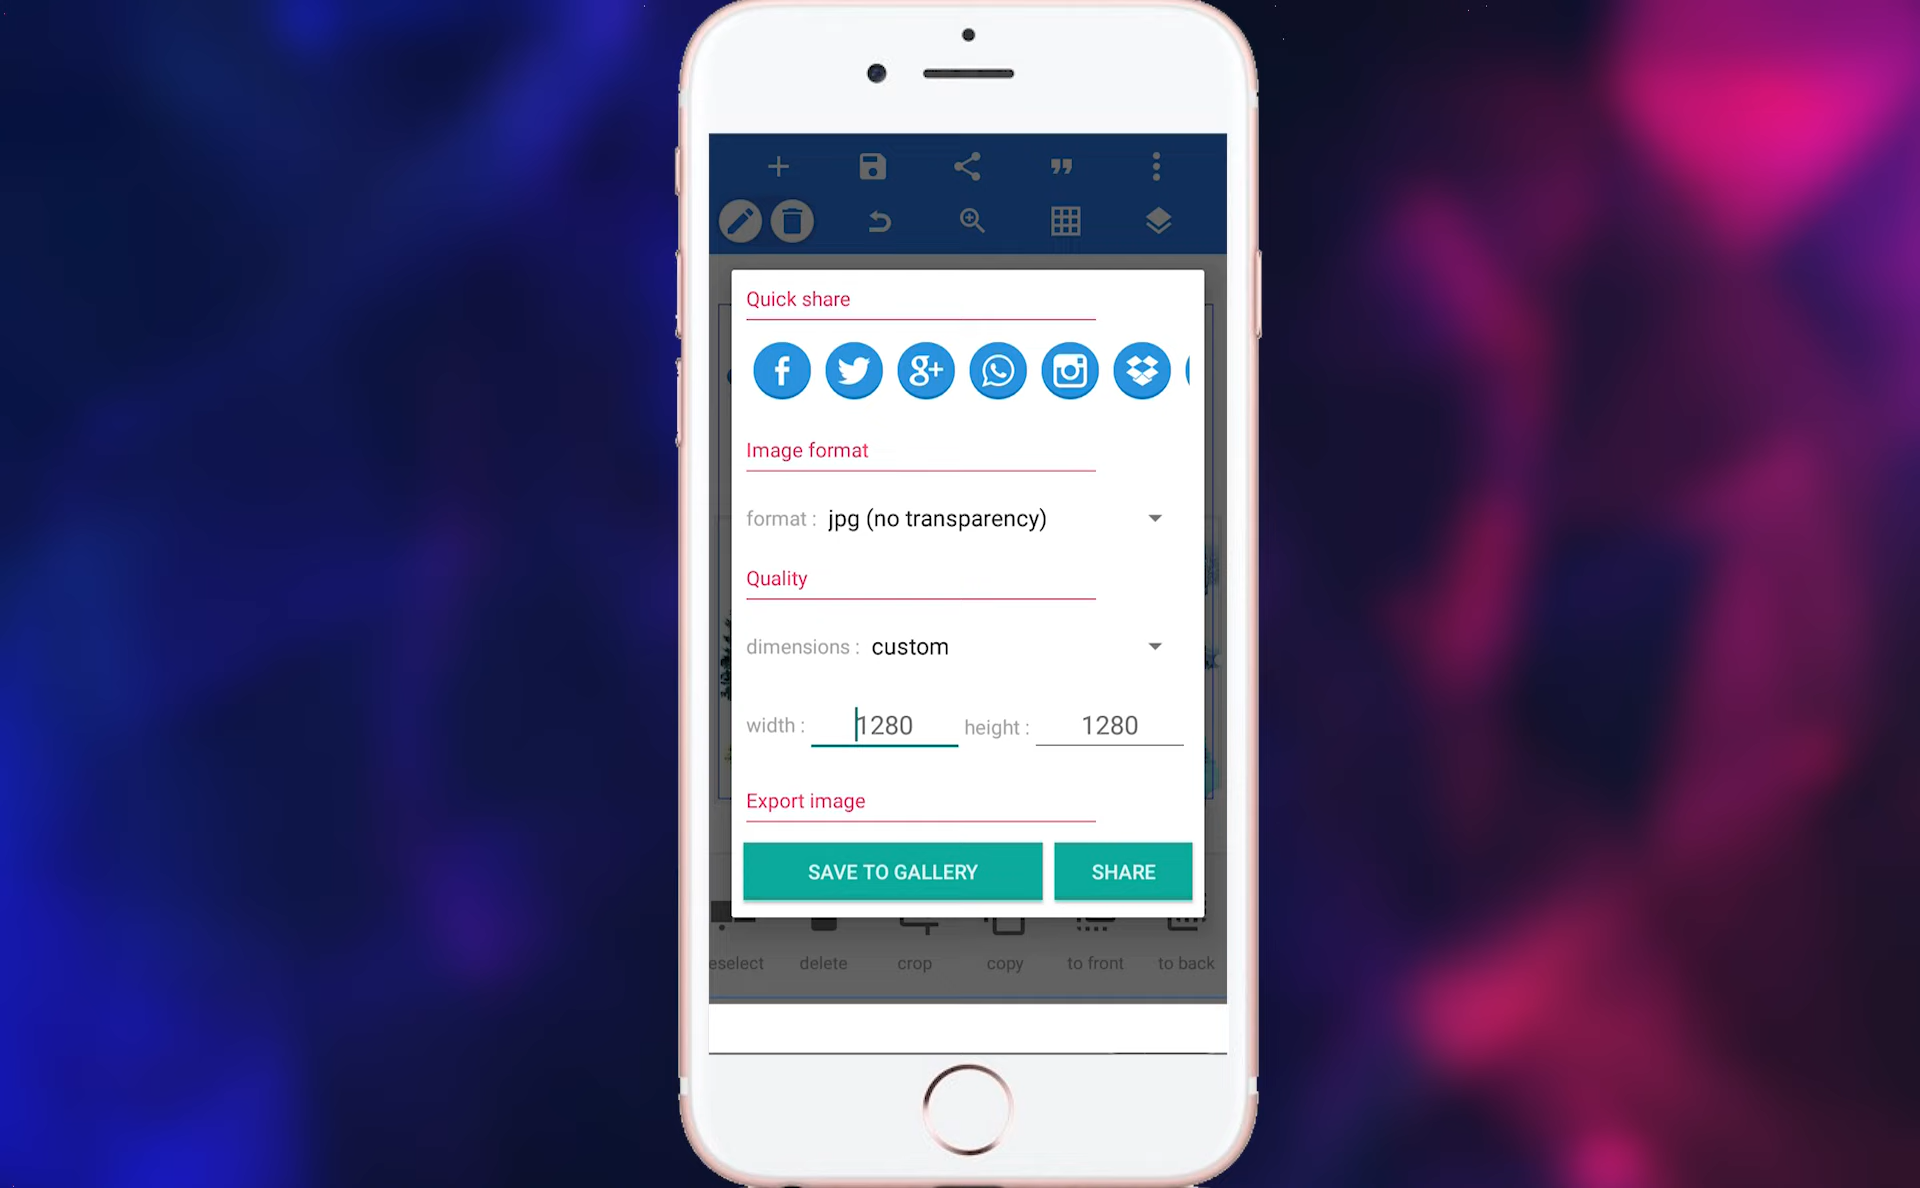 Quick share
Image format
format : jpg (no transparency)
Quality
dimensions : custom
width : 1280 height : 1280
Export image
SAVE TO GALLERY SHARE
eselect delete crop copy to front to back